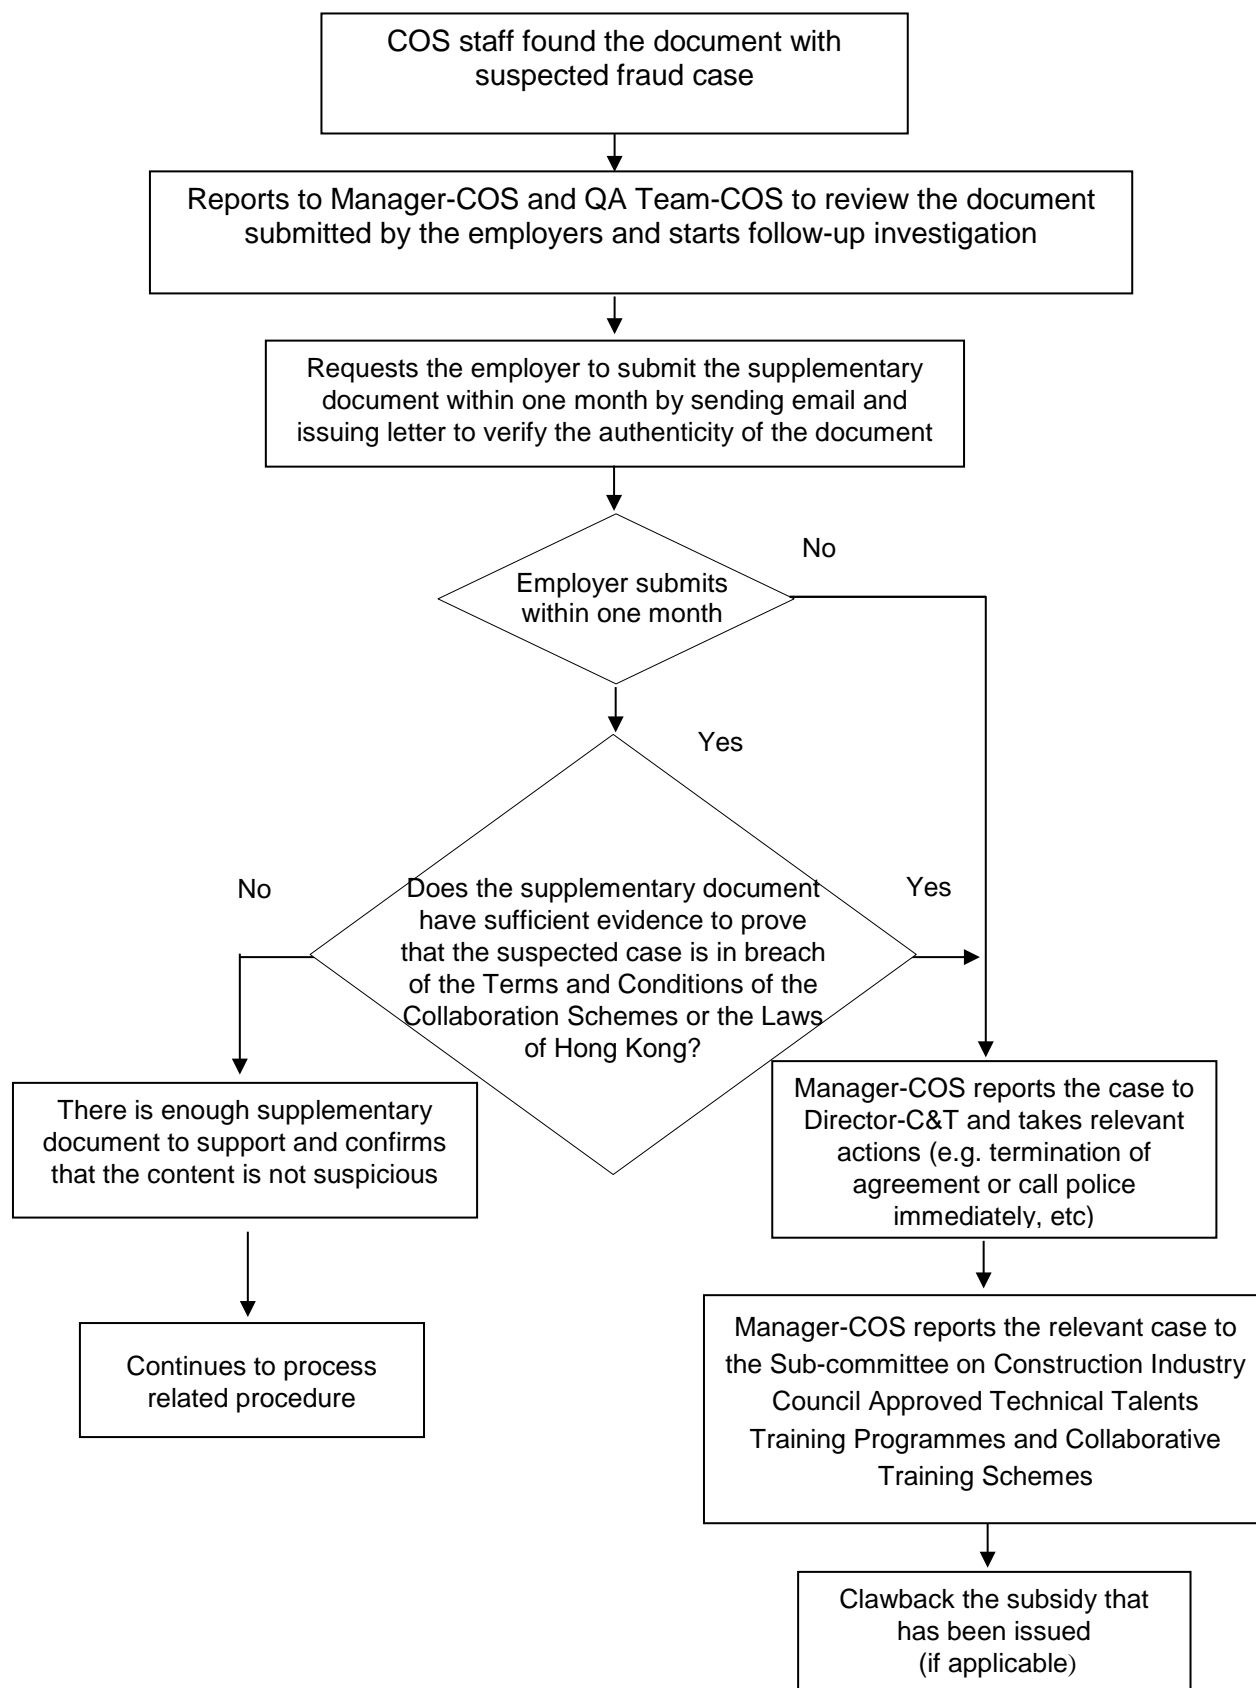 COS staff found the document with
suspected fraud case
Reports to Manager-COS and QA Team-COS to review the document
submitted by the employers and starts follow-up investigation
Requests the employer to submit the supplementary
document within one month by sending email and
issuing letter to verify the authenticity of the document
No
Employer submits
within one month
Yes
No
Yes
Does the supplementary document
have sufficient evidence to prove
that the suspected case is in breach
of the Terms and Conditions of the
Collaboration Schemes or the Laws
of Hong Kong?
There is enough supplementary
document to support and confirms
that the content is not suspicious
Manager-COS reports the case to
Director-C&T and takes relevant
actions (e.g. termination of
agreement or call police
immediately, etc)
Continues to process
related procedure
Manager-COS reports the relevant case to
the Sub-committee on Construction Industry
Council Approved Technical Talents
Training Programmes and Collaborative
Training Schemes
Clawback the subsidy that
has been issued
(if applicable)